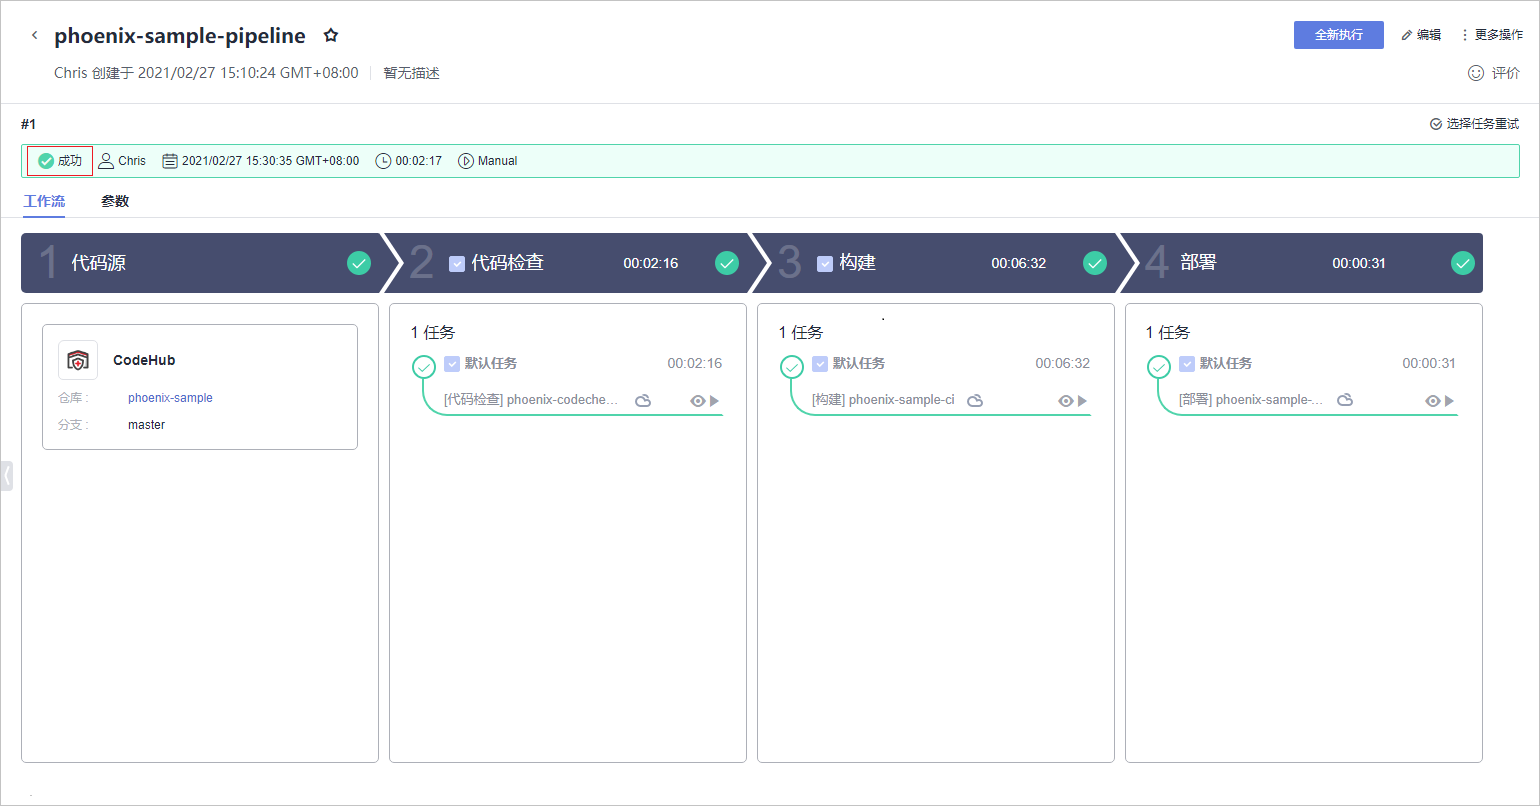 phoenix-sample-pipeline
全新执行 编辑 更多操作
Chris 创建于 2021/02/27 15:10:24 GMT+08:00 暂无描述
评价
#1
选择任务重试
成功 Chris 2021/02/27 15:30:35 GMT+08:00 00:02:17 Manual
工作流 参数
1 代码源
2 代码检查 00:02:16
3 构建 00:06:32
4 部署 00:00:31
CodeHub
仓库 : phoenix-sample
分支 : master
1 任务
默认任务 00:02:16
[代码检查] phoenix-codeche...
1 任务
默认任务 00:06:32
[构建] phoenix-sample-ci
1 任务
默认任务 00:00:31
[部署] phoenix-sample-...